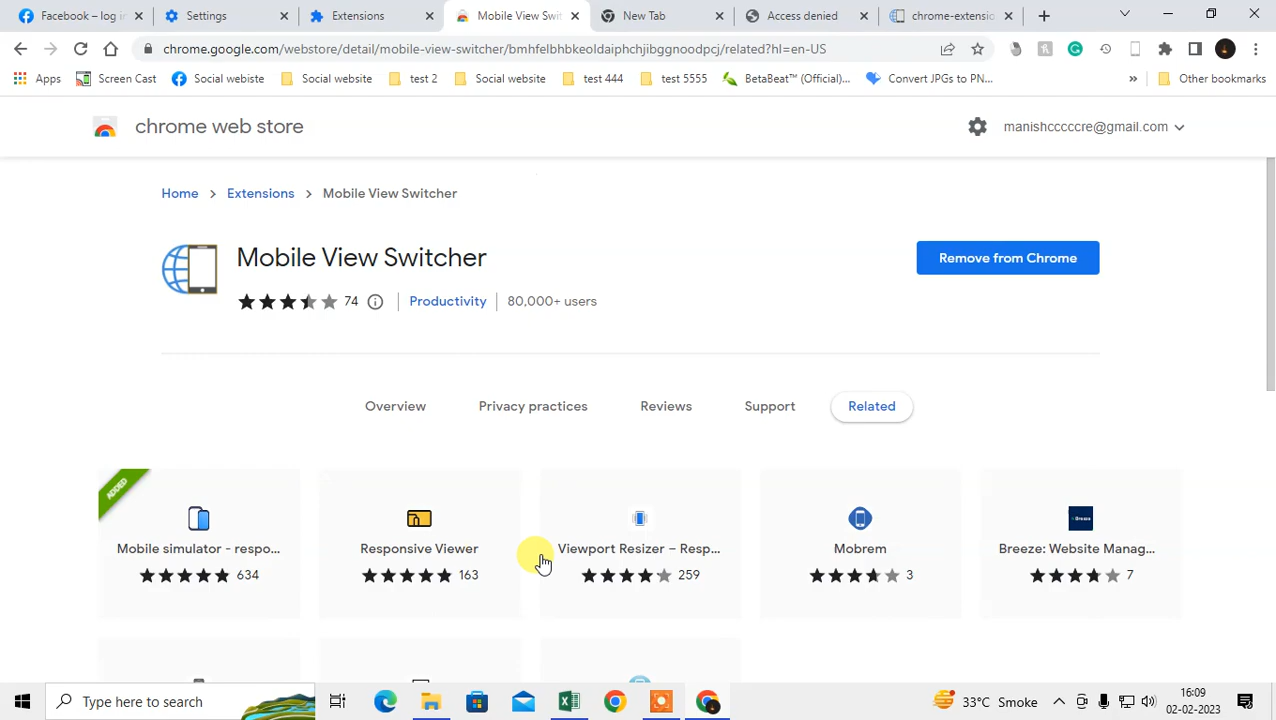 Facebook – log in
Settings
Extensions
Mobile View Swit
New Tab
Access denied
chrome-extensio
chrome.google.com/webstore/detail/mobile-view-switcher/bmhfelbhbkeoldaiphchjibggnoodpcj/related?hl=en-US
Apps
Screen Cast
Social webiste
Social website
test 2
Social website
test 444
test 5555
BetaBeat™ (Official)...
Convert JPGs to PN...
»
Other bookmarks
chrome web store
manishcccccre@gmail.com
Home > Extensions > Mobile View Switcher
Mobile View Switcher
Remove from Chrome
74
Productivity
80,000+ users
Overview
Privacy practices
Reviews
Support
Related
ADDED
Mobile simulator - respo...
Responsive Viewer
Viewport Resizer – Resp...
Mobrem
Breeze
Breeze: Website Manag...
634
163
259
3
7
Type here to search
33°C Smoke
16:09
02-02-2023